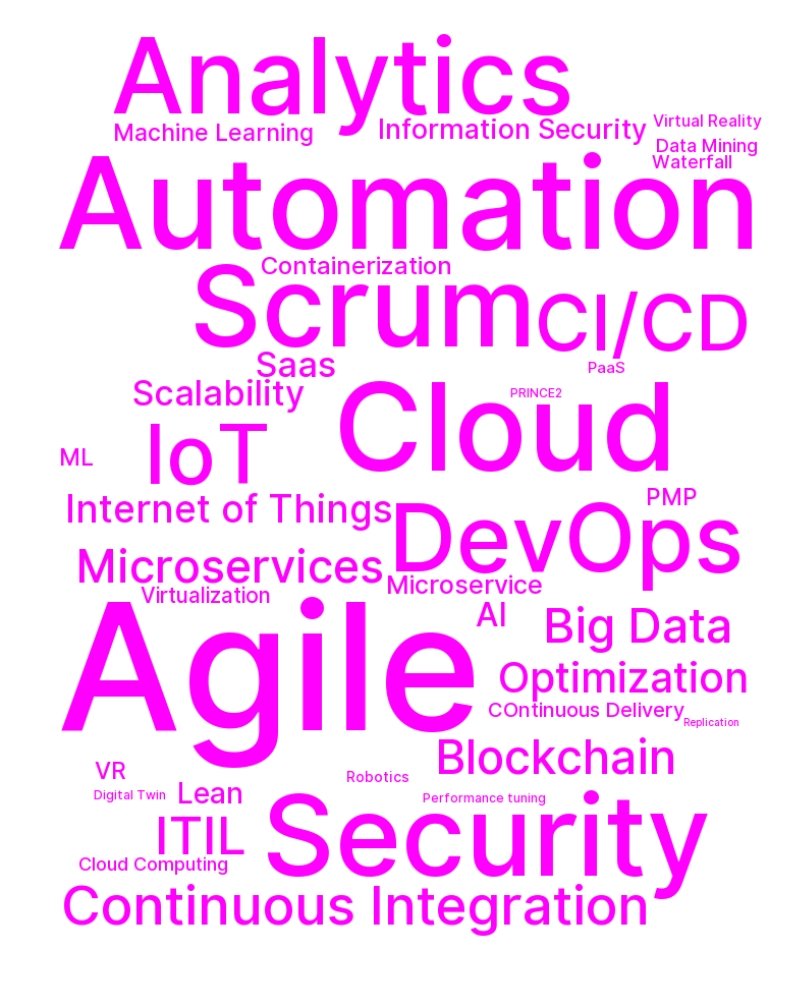 Analytics
Machine Learning
Information Security
Virtual Reality
Data Mining
Waterfall
Automation
Containerization
Scrum
CI/CD
Saas
PaaS
Scalability
PRINCE2
Cloud
IoT
ML
Internet of Things
PMP
DevOps
Microservices
Microservice
Virtualization
AI
Big Data
Agile
Optimization
COntinuous Delivery
Replication
Blockchain
VR
Robotics
Digital Twin
Lean
Performance tuning
ITIL
Security
Cloud Computing
Continuous Integration